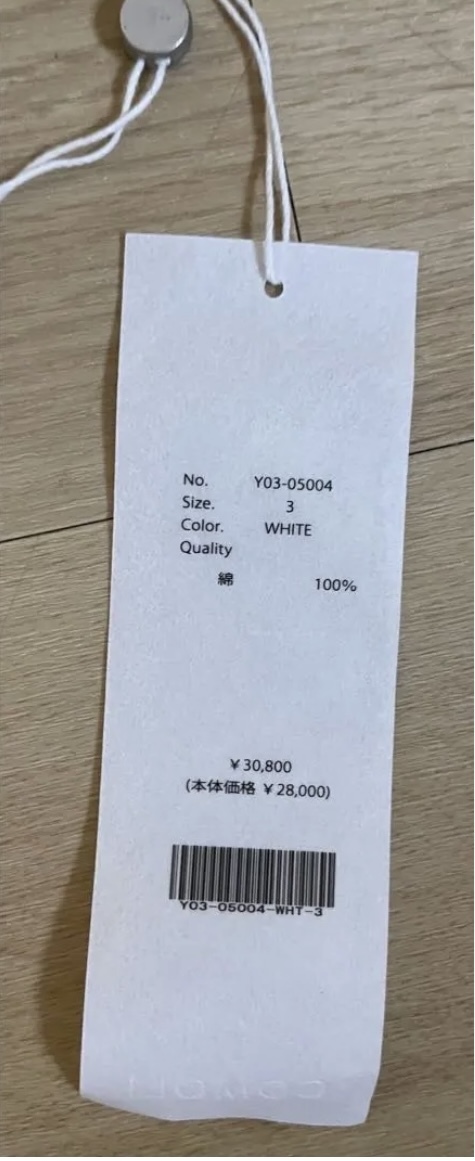 No. Y03-05004
Size. 3
Color. WHITE
Quality
綿 100%
￥30,800
(本体価格 ￥28,000)
Y03-05004-WHT-3
COMOLI